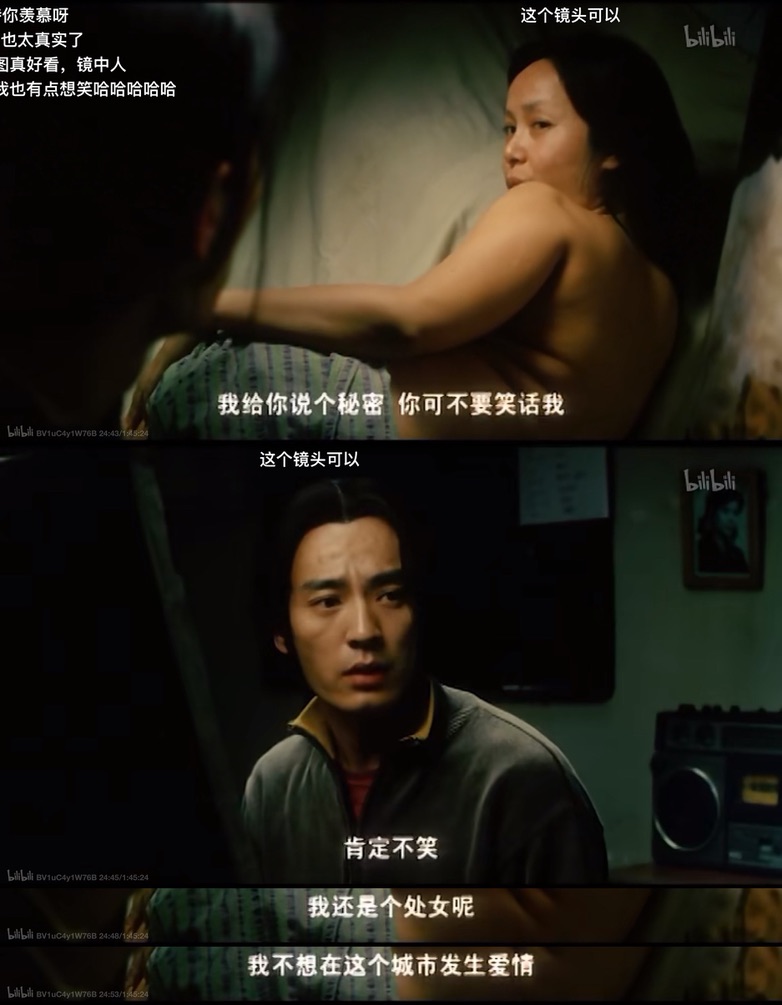 你羡慕呀
这个镜头可以
也太真实了
图真好看，镜中人
我也有点想笑哈哈哈哈哈
bilibili
我给你说个秘密 你可不要笑话我
bilibili BV1uC4y1W76B 24:43/1:45:24
这个镜头可以
bilibili
肯定不笑
bilibili BV1uC4y1W76B 24:45/1:45:24
我还是个处女呢
bilibili BV1uC4y1W76B 24:48/1:45:24
我不想在这个城市发生爱情
bilibili BV1uC4y1W76B 24:53/1:45:24